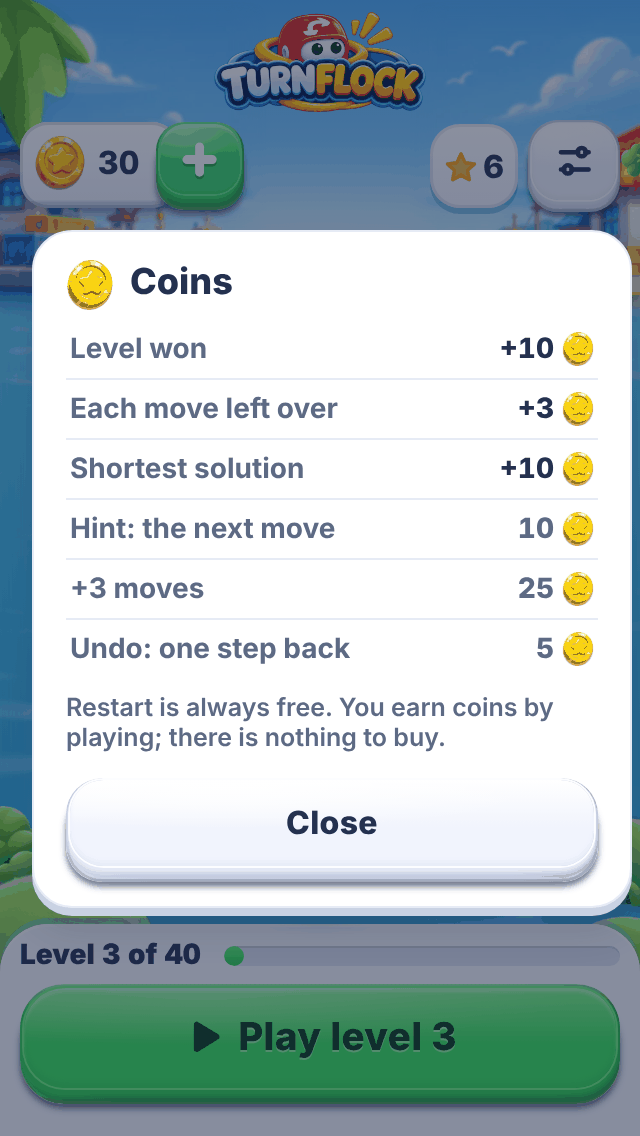 TURNFLOCK
30
6
Coins
Level won +10
Each move left over +3
Shortest solution +10
Hint: the next move 10
+3 moves 25
Undo: one step back 5
Restart is always free. You earn coins by
playing; there is nothing to buy.
Close
Level 3 of 40
Play level 3